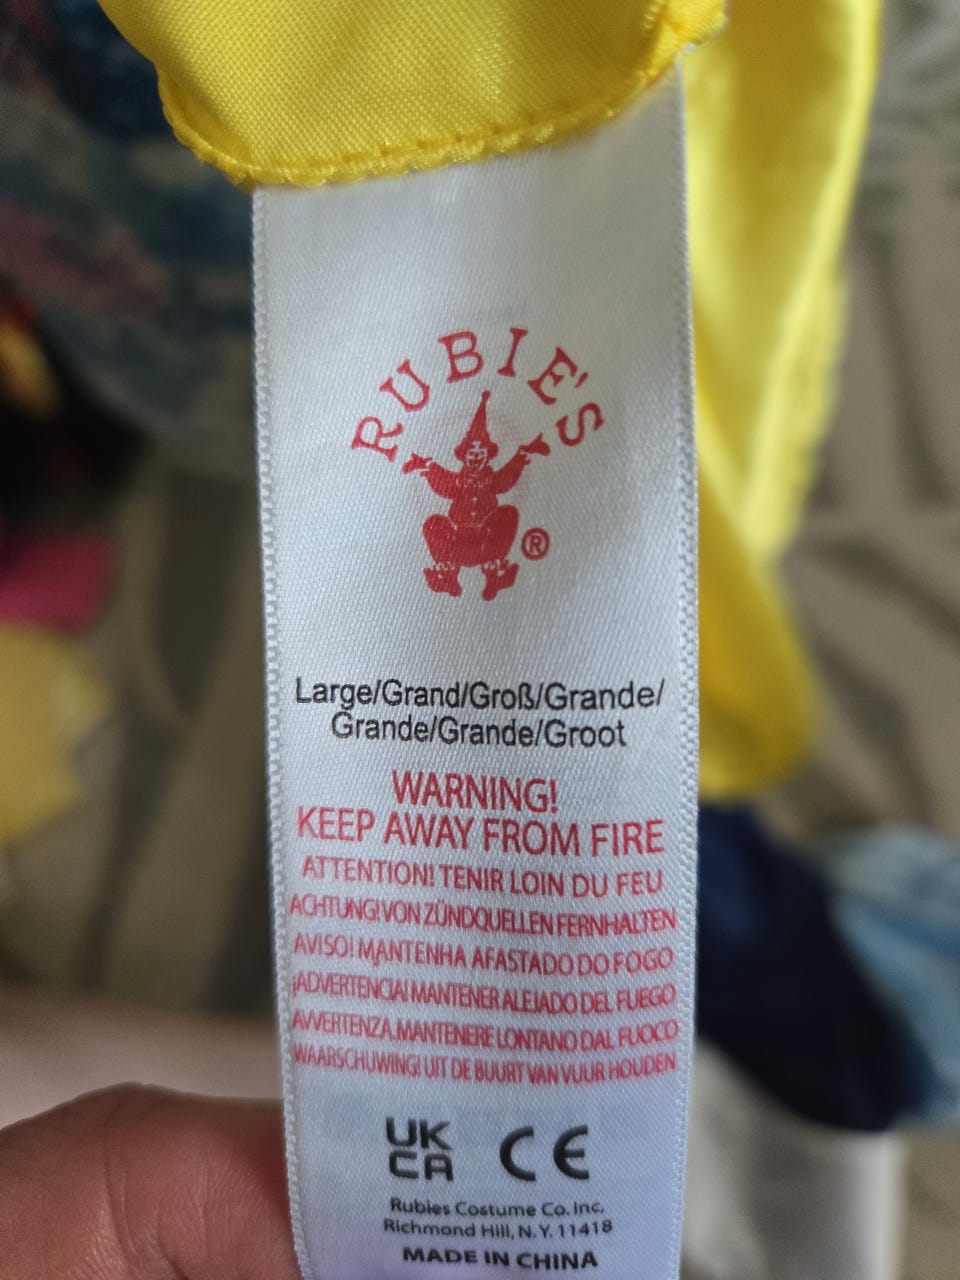 RUBIE'S
®
Large/Grand/Groß/Grande/
Grande/Grande/Groot
WARNING!
KEEP AWAY FROM FIRE
ATTENTION! TENIR LOIN DU FEU
ACHTUNG! VON ZÜNDQUELLEN FERNHALTEN
AVISO! MANTENHA AFASTADO DO FOGO
¡ADVERTENCIA! MANTENER ALEJADO DEL FUEGO
AVVERTENZA. MANTENERE LONTANO DAL FUOCO
WAARSCHUWING! UIT DE BUURT VAN VUUR HOUDEN
UK
CA CE
Rubies Costume Co. Inc.
Richmond Hill, N.Y. 11418
MADE IN CHINA